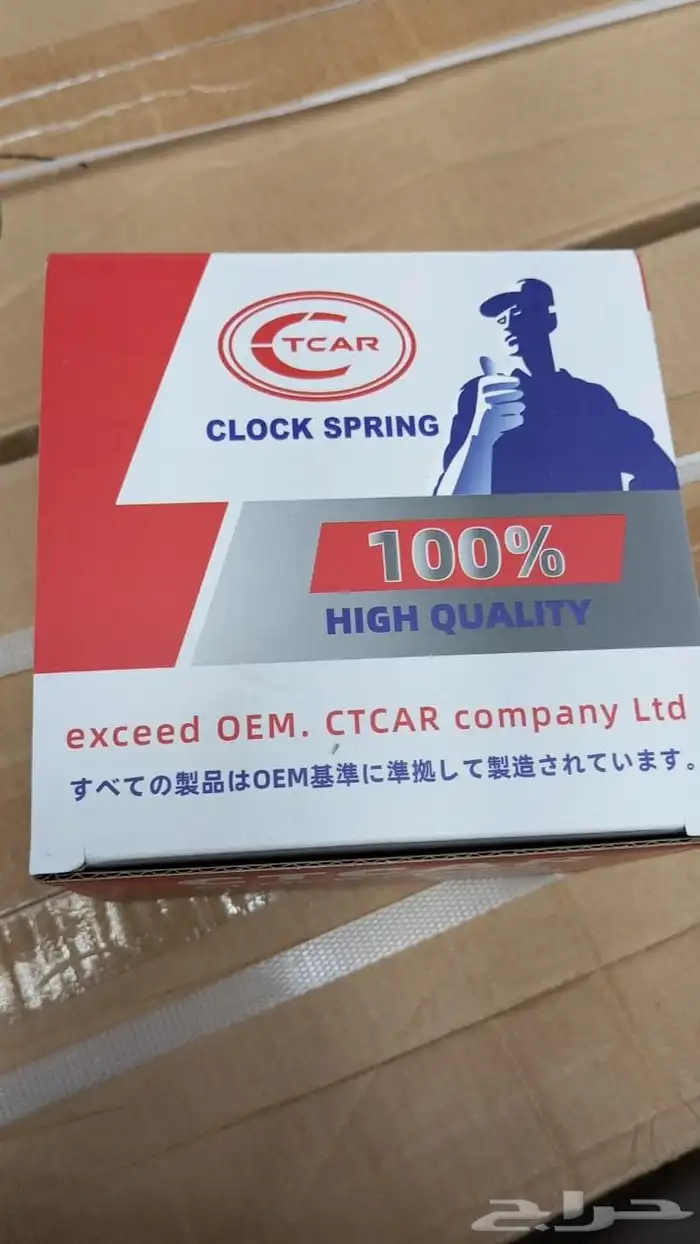 CTCAR
CLOCK SPRING
100%
HIGH QUALITY
exceed OEM. CTCAR company Ltd
すべての製品はOEM基準に準拠して製造されています。
حراج